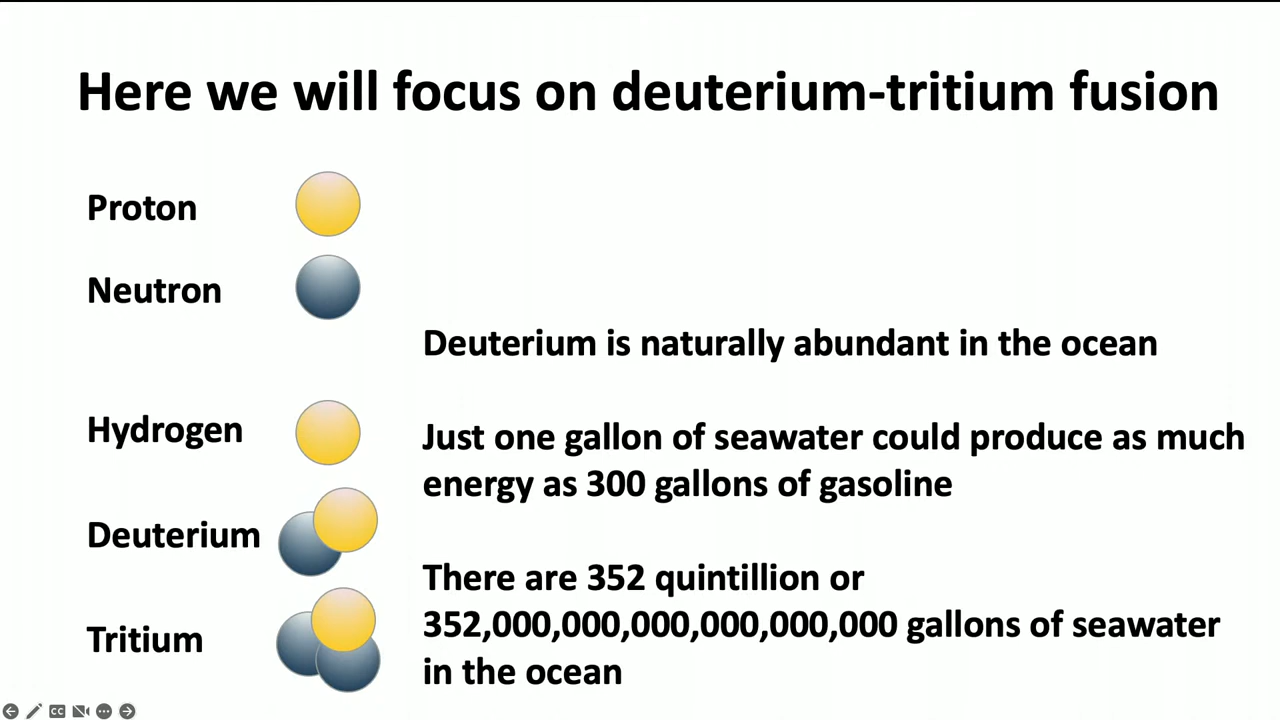 Here we will focus on deuterium-tritium fusion
Proton
Neutron
Deuterium is naturally abundant in the ocean
Hydrogen
Just one gallon of seawater could produce as much
energy as 300 gallons of gasoline
Deuterium
There are 352 quintillion or
352,000,000,000,000,000,000 gallons of seawater
in the ocean
Tritium
CC